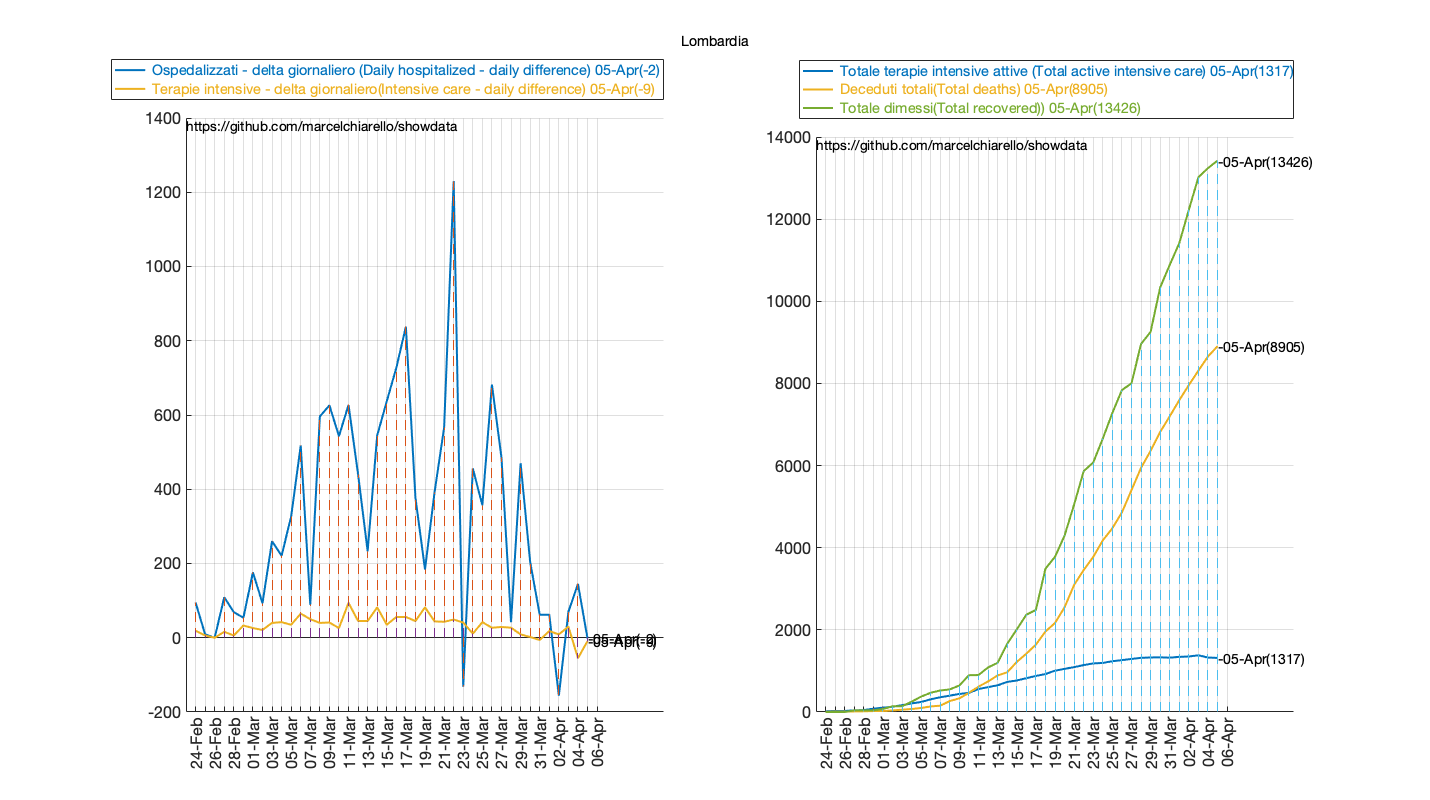 Lombardia
Ospedalizzati - delta giornaliero (Daily hospitalized - daily difference) 05-Apr(-2)
Terapie intensive - delta giornaliero(Intensive care - daily difference) 05-Apr(-9)
https://github.com/marcelchiarello/showdata
1400
1200
1000
800
600
400
200
0
-200
-05-Apr(-2)
-05-Apr(-9)
24-Feb
26-Feb
28-Feb
01-Mar
03-Mar
05-Mar
07-Mar
09-Mar
11-Mar
13-Mar
15-Mar
17-Mar
19-Mar
21-Mar
23-Mar
25-Mar
27-Mar
29-Mar
31-Mar
02-Apr
04-Apr
06-Apr
Totale terapie intensive attive (Total active intensive care) 05-Apr(1317)
Deceduti totali(Total deaths) 05-Apr(8905)
Totale dimessi(Total recovered)) 05-Apr(13426)
https://github.com/marcelchiarello/showdata
14000
12000
10000
8000
6000
4000
2000
0
-05-Apr(13426)
-05-Apr(8905)
-05-Apr(1317)
24-Feb
26-Feb
28-Feb
01-Mar
03-Mar
05-Mar
07-Mar
09-Mar
11-Mar
13-Mar
15-Mar
17-Mar
19-Mar
21-Mar
23-Mar
25-Mar
27-Mar
29-Mar
31-Mar
02-Apr
04-Apr
06-Apr